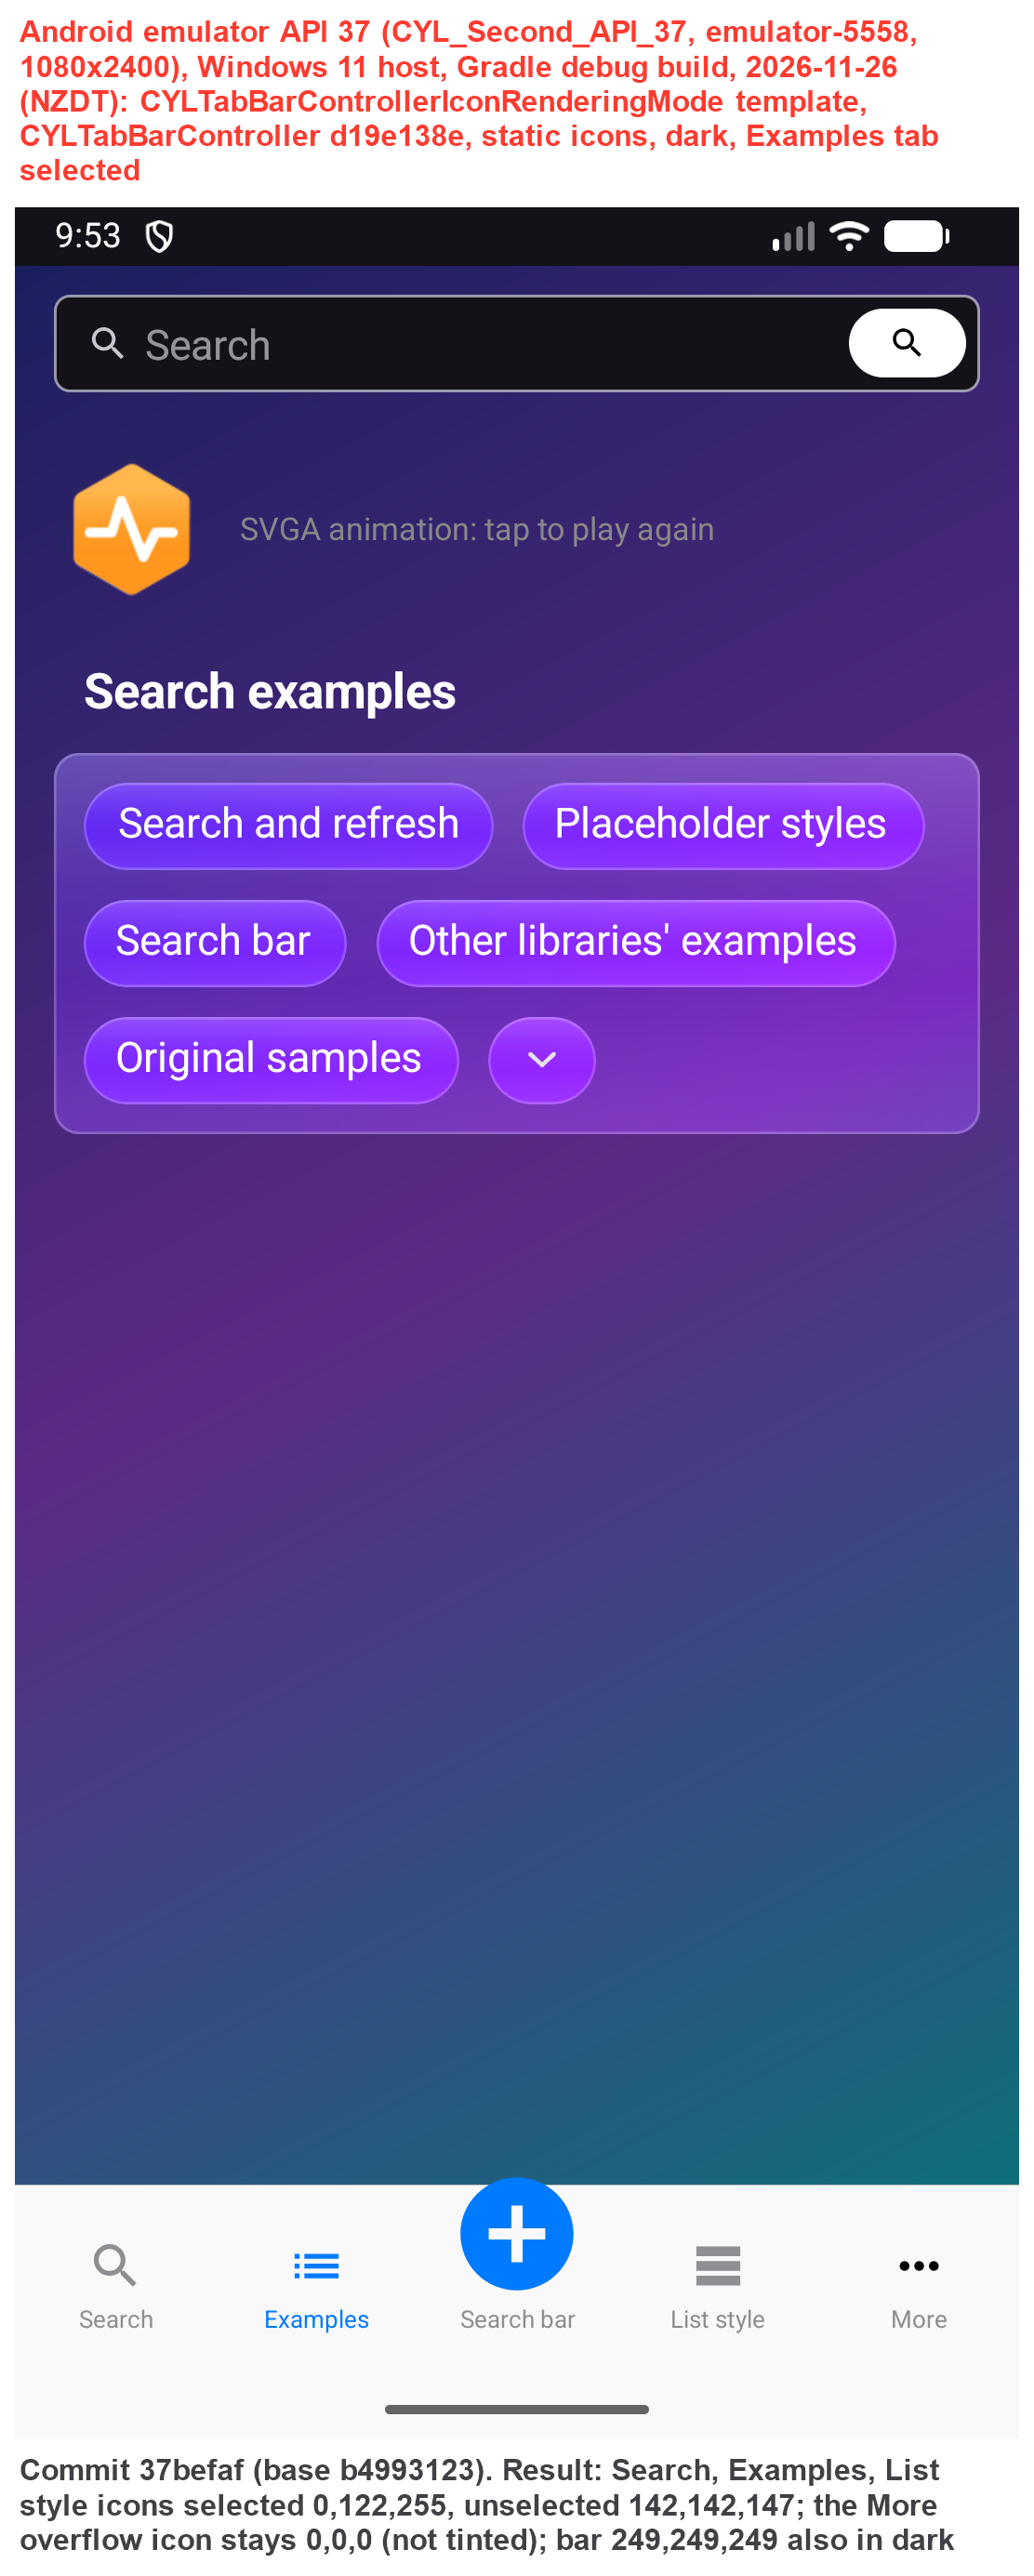 Android emulator API 37 (CYL_Second_API_37, emulator-5558,
1080x2400), Windows 11 host, Gradle debug build, 2026-11-26
(NZDT): CYLTabBarControllerIconRenderingMode template,
CYLTabBarController d19e138e, static icons, dark, Examples tab
selected
9:53
Search
SVGA animation: tap to play again
Search examples
Search and refresh
Placeholder styles
Search bar
Other libraries' examples
Original samples
Search
Examples
Search bar
List style
More
Commit 37befaf (base b4993123). Result: Search, Examples, List
style icons selected 0,122,255, unselected 142,142,147; the More
overflow icon stays 0,0,0 (not tinted); bar 249,249,249 also in dark